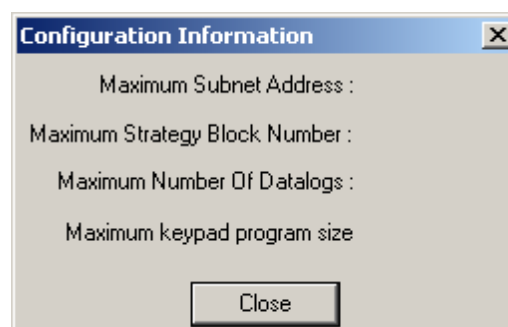 Configuration Information
Maximum Subnet Address :
Maximum Strategy Block Number :
Maximum Number Of Datalogs :
Maximum keypad program size
Close